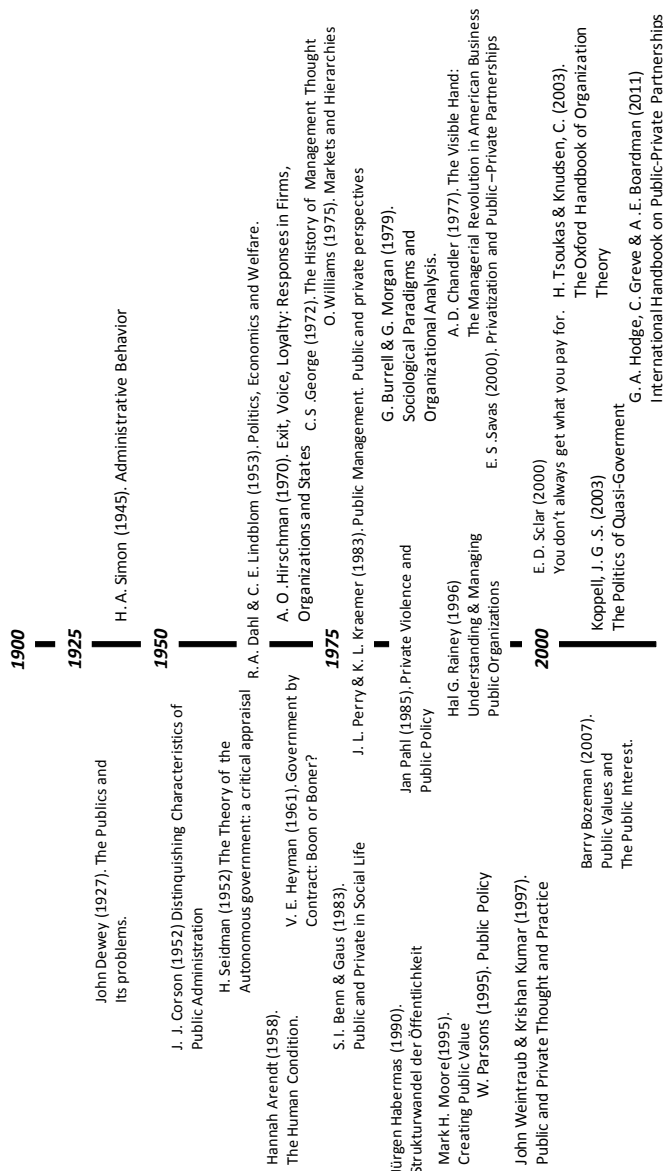 1900
1925
H. A. Simon (1945). Administrative Behavior
John Dewey (1927). The Publics and
Its problems.
1950
J. J. Corson (1952) Distinquishing Characteristics of
Public Administration
H. Seidman (1952) The Theory of the
Autonomous government: a critical appraisal
R.A. Dahl & C. E. Lindblom (1953). Politics, Economics and Welfare.
Hannah Arendt (1958).
The Human Condition.
V. E. Heyman (1961). Government by
Contract: Boon or Boner?
A. O. Hirschman (1970). Exit, Voice, Loyalty: Responses in Firms,
Organizations and States
C.S .George (1972). The History of Management Thought
O. Williams (1975). Markets and Hierarchies
1975
S.I. Benn & Gaus (1983).
Public and Private in Social Life
J. L. Perry & K. L. Kraemer (1983). Public Management. Public and private perspectives
G. Burrell & G. Morgan (1979).
Sociological Paradigms and
Organizational Analysis.
Jürgen Habermas (1990).
Strukturwandel der Öffentlichkeit
Jan Pahl (1985). Private Violence and
Public Policy
A. D. Chandler (1977). The Visible Hand:
The Managerial Revolution in American Business
Mark H. Moore(1995).
Creating Public Value
W. Parsons (1995). Public Policy
Hal G. Rainey (1996)
Understanding & Managing
Public Organizations
E. S .Savas (2000). Privatization and Public –Private Partnerships
John Weintraub & Krishan Kumar (1997).
Public and Private Thought and Practice
2000
E. D. Sclar (2000)
You don't always get what you pay for.
H. Tsoukas & Knudsen, C. (2003).
The Oxford Handbook of Organization
Theory
Barry Bozeman (2007).
Public Values and
The Public Interest.
Koppell, J. G .S. (2003)
The Politics of Quasi-Goverment
G. A. Hodge, C. Greve & A .E. Boardman (2011)
International Handbook on Public-Private Partnerships